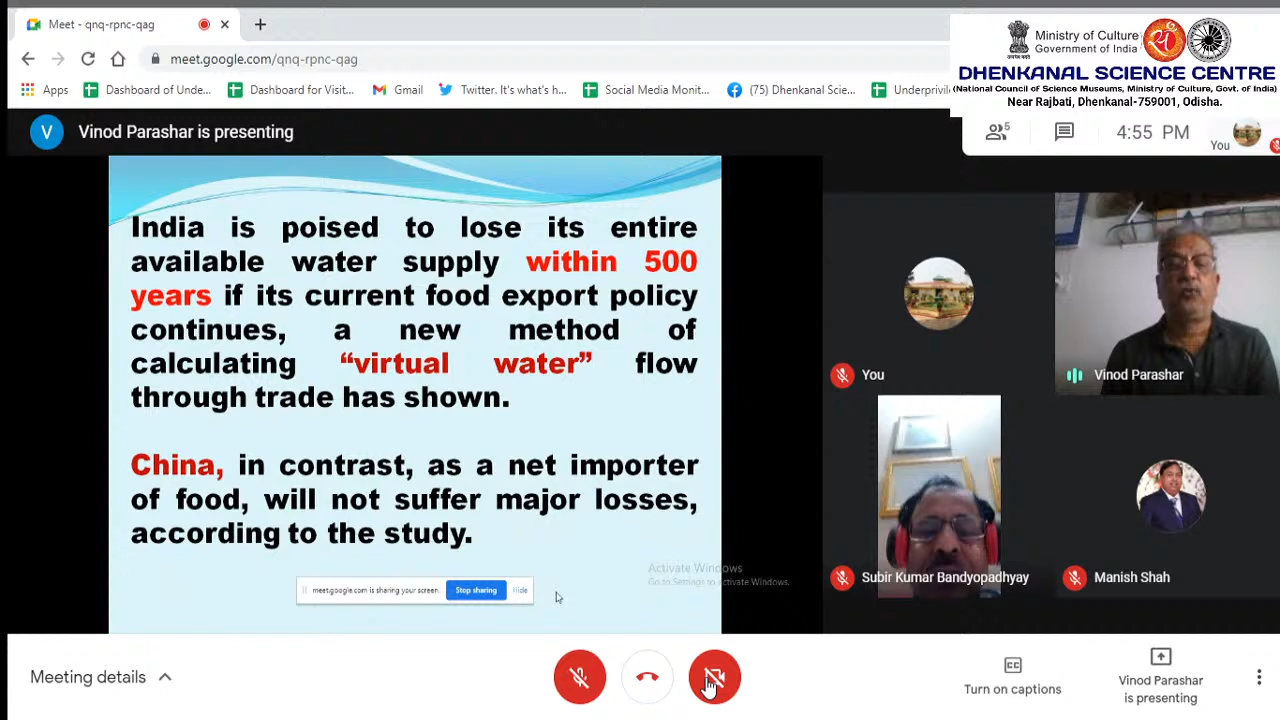 Meet - qnq-rpnc-qag
meet.google.com/qnq-rpnc-qag
Apps
Dashboard of Unde...
Dashboard for Visit...
Gmail
Twitter. It's what's h...
Social Media Monit...
(75) Dhenkanal Scie...
Underprivile
Ministry of Culture
Government of India
DHENKANAL SCIENCE CENTRE
(National Council of Science Museums, Ministry of Culture, Govt. of India)
Near Rajbati, Dhenkanal-759001, Odisha.
V
Vinod Parashar is presenting
5
4:55 PM
You
India is poised to lose its entire
available water supply within 500
years if its current food export policy
continues, a new method of
calculating “virtual water” flow
through trade has shown.
China, in contrast, as a net importer
of food, will not suffer major losses,
according to the study.
meet.google.com is sharing your screen.
Stop sharing
Hide
Activate Windows
Go to Settings to activate Windows.
You
Vinod Parashar
Subir Kumar Bandyopadhyay
Manish Shah
Meeting details
CC
Turn on captions
Vinod Parashar
is presenting